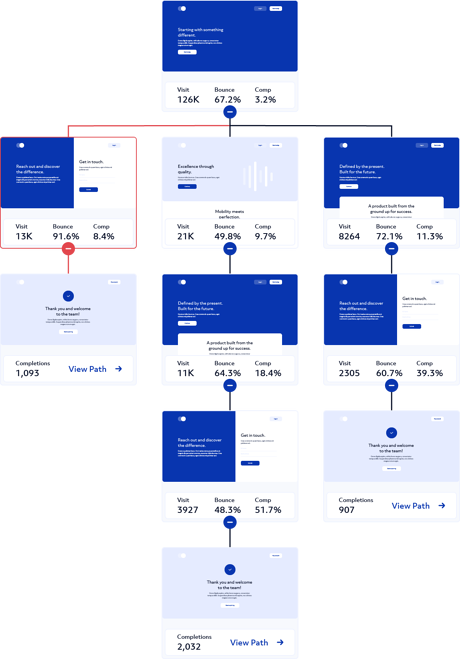 Starting with something
different.
Visit Bounce Comp
126K 67.2% 3.2%
Reach out and discover
the difference.
Get in touch.
Visit Bounce Comp
13K 91.6% 8.4%
Excellence through
quality.
Mobility meets
Visit Bounce Comp
21K 49.8% 9.7%
Defined by the present.
Built for the future.
A product built from the
ground up for success.
Visit Bounce Comp
8264 72.1% 11.3%
Thank you and welcome
to the team!
Completions
1,093
View Path
Defined by the present.
Built for the future.
A product built from the
ground up for success.
Visit Bounce Comp
11K 64.3% 18.4%
Reach out and discover
the difference.
Get in touch.
Visit Bounce Comp
2305 60.7% 39.3%
Reach out and discover
the difference.
Get in touch.
Visit Bounce Comp
3927 48.3% 51.7%
Thank you and welcome
to the team!
Completions
907
View Path
Thank you and welcome
to the team!
Completions
2,032
View Path